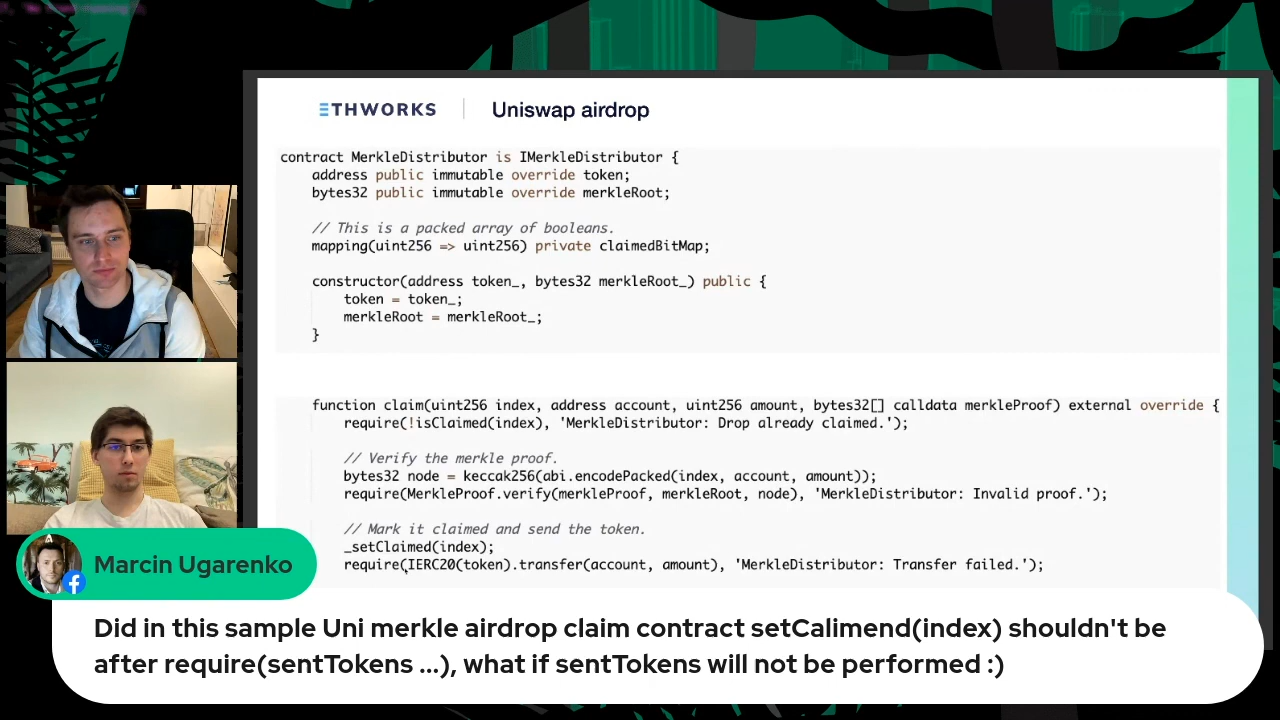 ETHWORKS
Uniswap airdrop
contract MerkleDistributor is IMerkleDistributor {
address public immutable override token;
bytes32 public immutable override merkleRoot;
// This is a packed array of booleans.
mapping(uint256 => uint256) private claimedBitMap;
constructor(address token_, bytes32 merkleRoot_) public {
token = token_;
merkleRoot = merkleRoot_;
}
function claim(uint256 index, address account, uint256 amount, bytes32[] calldata merkleProof) external override {
require(!isClaimed(index), 'MerkleDistributor: Drop already claimed.');
// Verify the merkle proof.
bytes32 node = keccak256(abi.encodePacked(index, account, amount));
require(MerkleProof.verify(merkleProof, merkleRoot, node), 'MerkleDistributor: Invalid proof.');
// Mark it claimed and send the token.
_setClaimed(index);
require(IERC20(token).transfer(account, amount), 'MerkleDistributor: Transfer failed.');
Marcin Ugarenko
Did in this sample Uni merkle airdrop claim contract setCalimend(index) shouldn't be
after require(sentTokens ...), what if sentTokens will not be performed :)